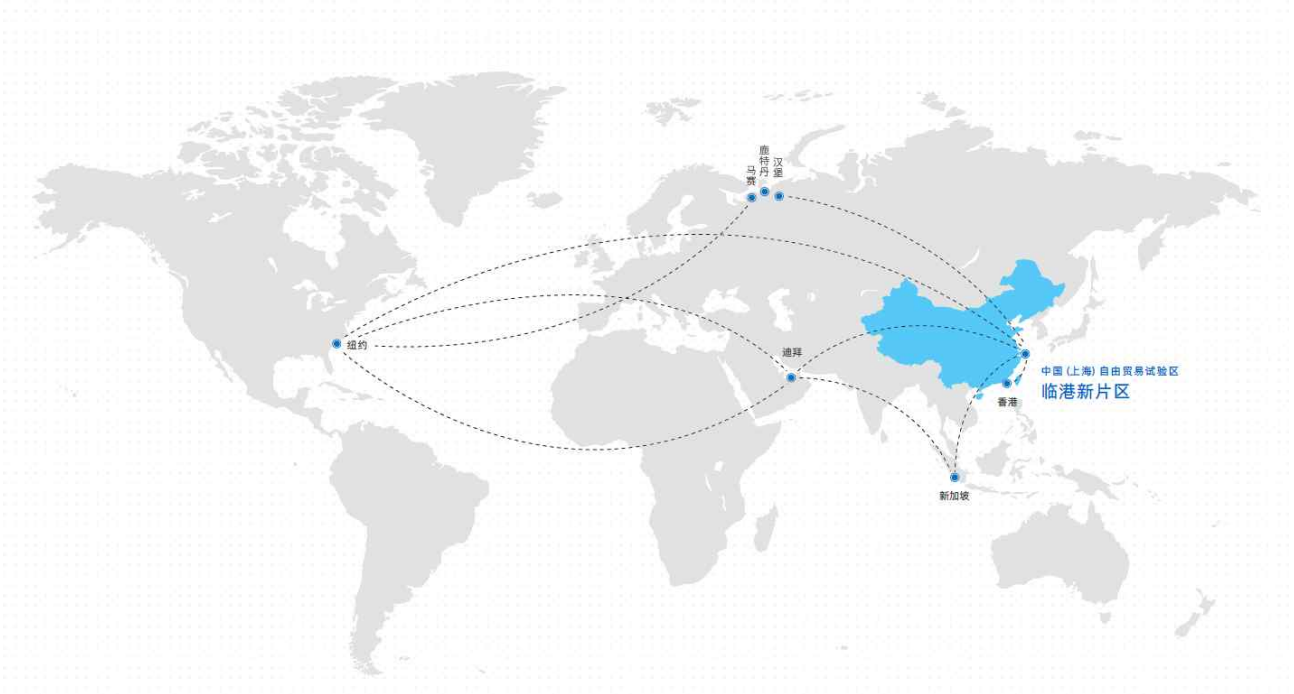 马赛
鹿特丹
汉堡
纽约
迪拜
中国 (上海) 自由贸易试验区
临港新片区
香港
新加坡